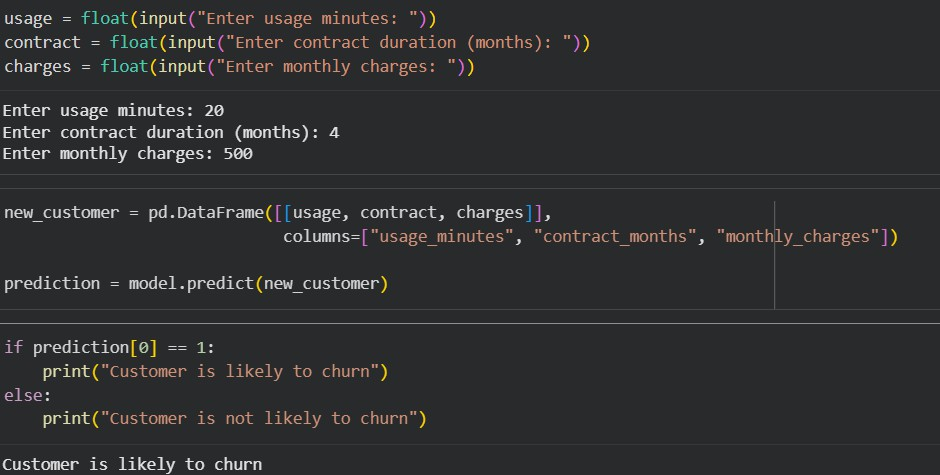 usage = float(input("Enter usage minutes: "))
contract = float(input("Enter contract duration (months): "))
charges = float(input("Enter monthly charges: "))
Enter usage minutes: 20
Enter contract duration (months): 4
Enter monthly charges: 500
new_customer = pd.DataFrame([[usage, contract, charges]],
                             columns=["usage_minutes", "contract_months", "monthly_charges"])
prediction = model.predict(new_customer)
if prediction[0] == 1:
    print("Customer is likely to churn")
else:
    print("Customer is not likely to churn")
Customer is likely to churn